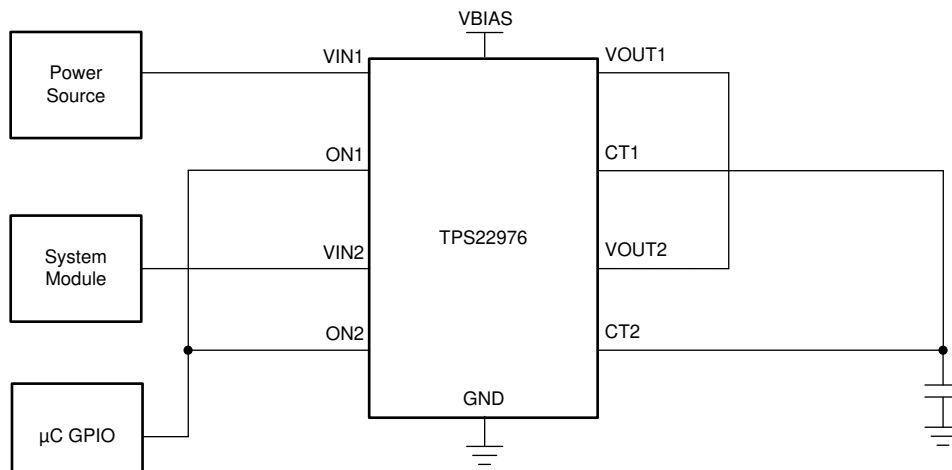 VBIAS
Power
Source
VIN1
VOUT1
ON1
CT1
System
Module
VIN2
TPS22976
VOUT2
ON2
CT2
µC GPIO
GND